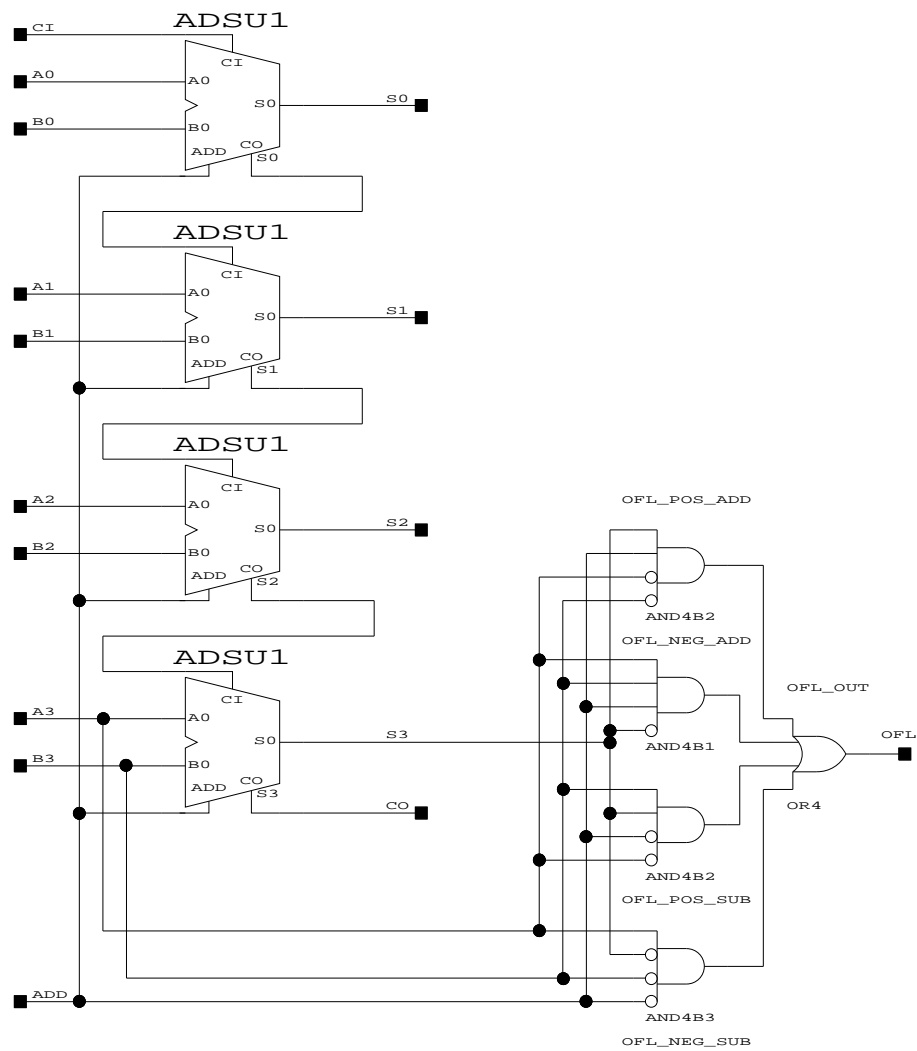 ADSU1
CI
CI
A0
A0
S0
S0
B0
B0
ADD
CO
S0
ADSU1
CI
A1
A0
S0
S1
B1
B0
ADD
CO
S1
ADSU1
CI
A2
A0
S0
S2
B2
B0
ADD
CO
S2
ADSU1
CI
A3
A0
S0
S3
B3
B0
ADD
CO
S3
CO
ADD
OFL_POS_ADD
AND4B2
OFL_NEG_ADD
AND4B1
AND4B2
OFL_POS_SUB
AND4B3
OFL_NEG_SUB
OFL_OUT
OFL
OR4